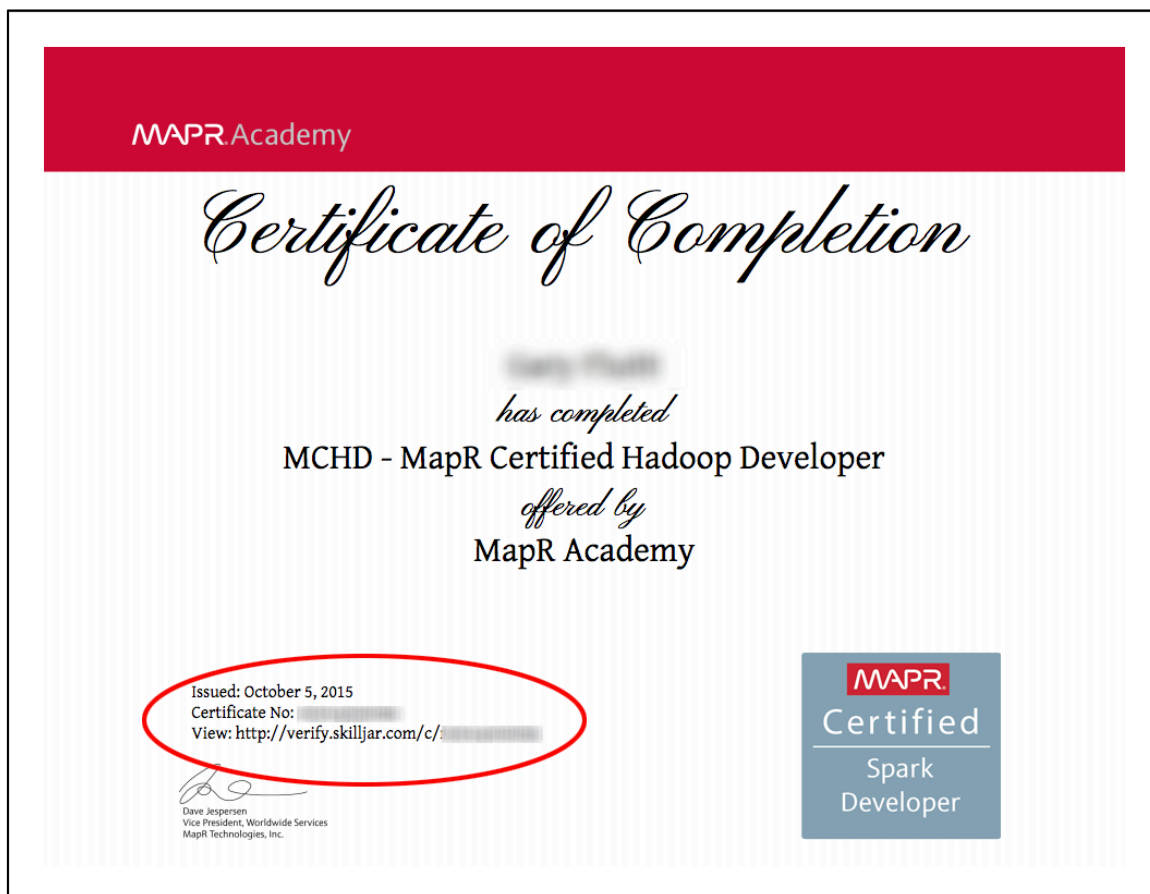 MAPR Academy
Certificate of Completion
has completed
MCHD - MapR Certified Hadoop Developer
offered by
MapR Academy
Issued: October 5, 2015
Certificate No:
View: http://verify.skilljar.com/c/
Dave Jespersen
Vice President, Worldwide Services
MapR Technologies, Inc.
MAPR
Certified
Spark
Developer